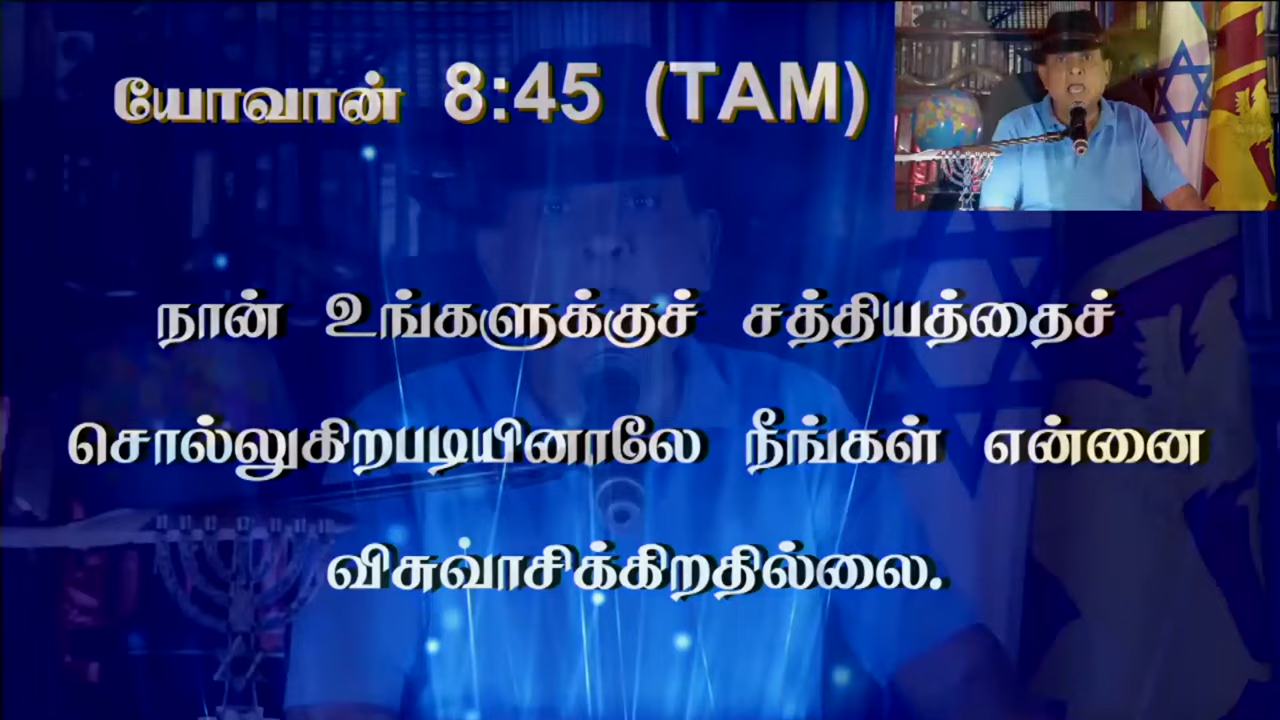 யோவான் 8:45 (TAM)
நான் உங்களுக்குச் சத்தியத்தைச்
சொல்லுகிறபடியினாலே நீங்கள் என்னை
விசுவாசிக்கிறதில்லை.